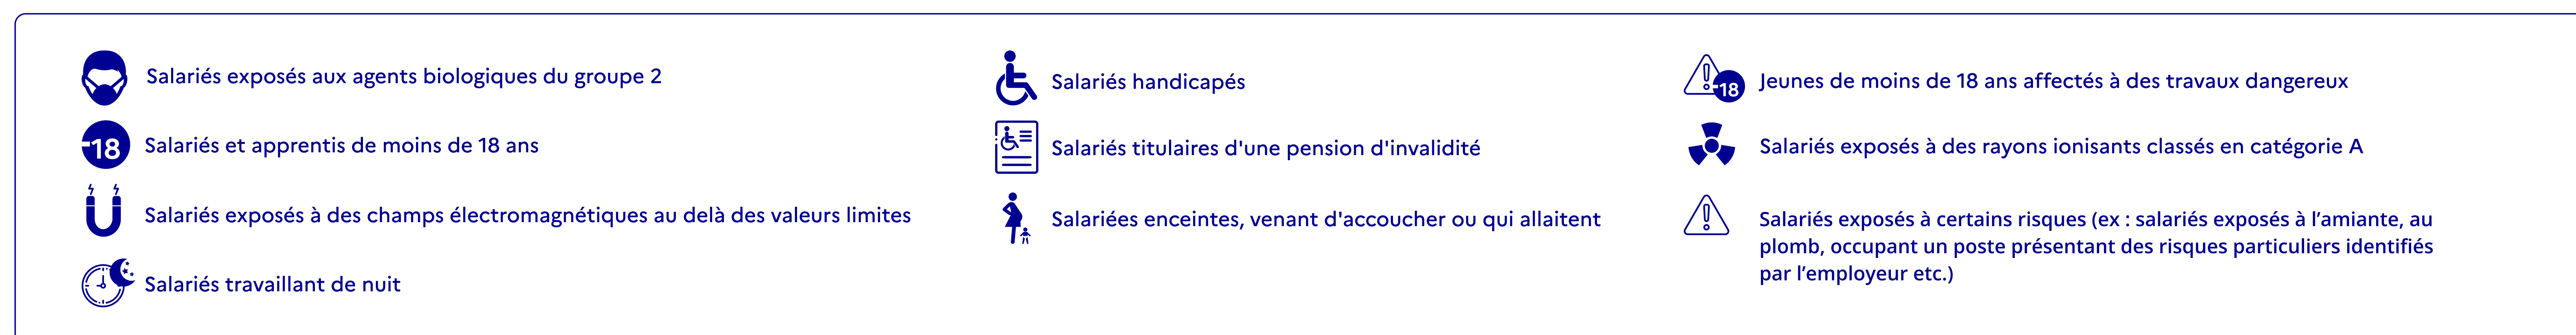 Salariés exposés aux agents biologiques du groupe 2
-18 Salariés et apprentis de moins de 18 ans
Salariés exposés à des champs électromagnétiques au delà des valeurs limites
Salariés travaillant de nuit
Salariés handicapés
Salariés titulaires d'une pension d'invalidité
Salariées enceintes, venant d'accoucher ou qui allaitent
-18 Jeunes de moins de 18 ans affectés à des travaux dangereux
Salariés exposés à des rayons ionisants classés en catégorie A
Salariés exposés à certains risques (ex : salariés exposés à l’amiante, au
plomb, occupant un poste présentant des risques particuliers identifiés
par l’employeur etc.)